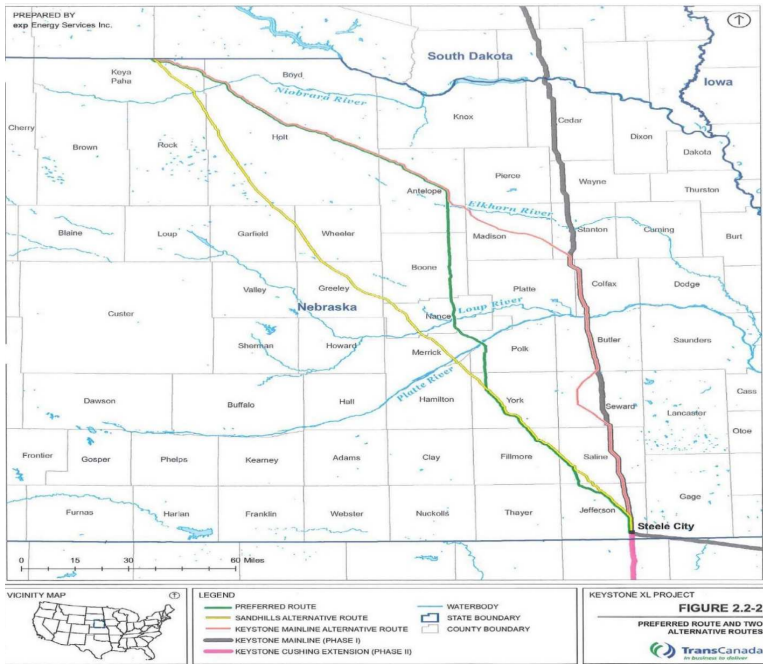 PREPARED BY
exp Energy Services Inc.
South Dakota
Iowa
Keya
Paha
Boyd
Niobrara River
Knox
Cedar
Dixon
Cherry
Brown
Rock
Holt
Dakota
Pierce
Wayne
Thurston
Antelope
Elkhorn River
Stanton
Cuming
Burt
Madison
Blaine
Loup
Garfield
Wheeler
Boone
Platte
Colfax
Dodge
Valley
Greeley
Nebraska
Loup River
Custer
Nance
Sherman
Howard
Merrick
Polk
Butler
Saunders
Platte River
Dawson
Buffalo
Hall
Hamilton
York
Seward
Lancaster
Cass
Otoe
Frontier
Gosper
Phelps
Kearney
Adams
Clay
Fillmore
Saline
Gage
Furnas
Harlan
Franklin
Webster
Nuckolls
Thayer
Jefferson
Steele City
0 15 30 60 Miles
VICINITY MAP
LEGEND
PREFERRED ROUTE
SANDHILLS ALTERNATIVE ROUTE
KEYSTONE MAINLINE ALTERNATIVE ROUTE
KEYSTONE MAINLINE (PHASE I)
KEYSTONE CUSHING EXTENSION (PHASE II)
WATERBODY
STATE BOUNDARY
COUNTY BOUNDARY
KEYSTONE XL PROJECT
FIGURE 2.2-2
PREFERRED ROUTE AND TWO
ALTERNATIVE ROUTES
TransCanada
In business to deliver